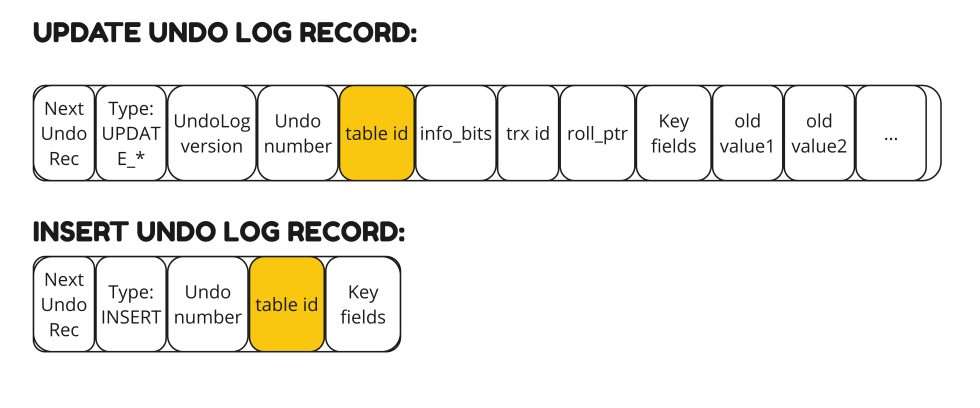 UPDATE UNDO LOG RECORD:
Next
Undo
Rec
Type:
UPDAT
E_*
UndoLog
version
Undo
number
table id
info_bits
trx id
roll_ptr
Key
fields
old
value1
old
value2
...
INSERT UNDO LOG RECORD:
Next
Undo
Rec
Type:
INSERT
Undo
number
table id
Key
fields